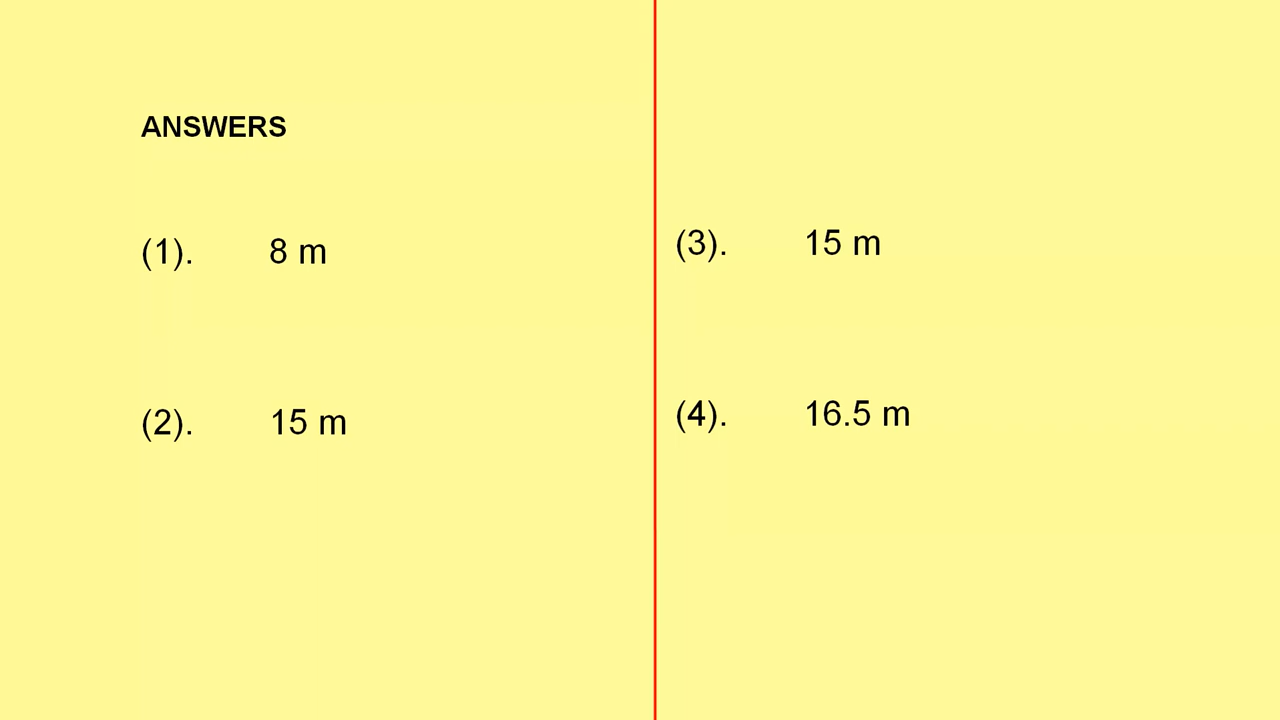 ANSWERS
(1). 8 m
(2). 15 m
(3). 15 m
(4). 16.5 m